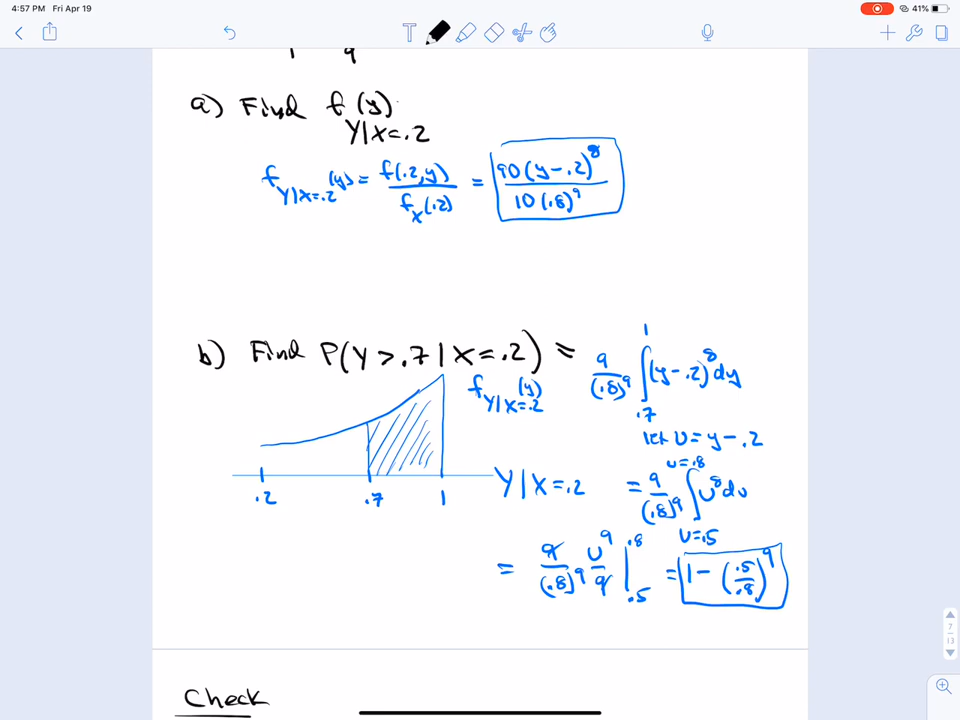 4:57 PM Fri Apr 19
41%
a) Find f (y)
Y|X=.2
f Y|X=.2 (y) = f(.2,y) / f_X(.2) = 90(y-.2)^8 / 10(.8)^9
b) Find P(Y > .7 | X = .2) = 9/(.8)^9 ∫_.7^1 (y-.2)^8 dy
f Y|X=.2 (y)
let U = y - .2
Y|X=.2
= 9/(.8)^9 ∫_{U=.5}^{u=.8} U^8 du
= 9/(.8)^9 U^9/9 |_.5^.8 = 1 - (.5/.8)^9
.2 .7 1
Check
7
13